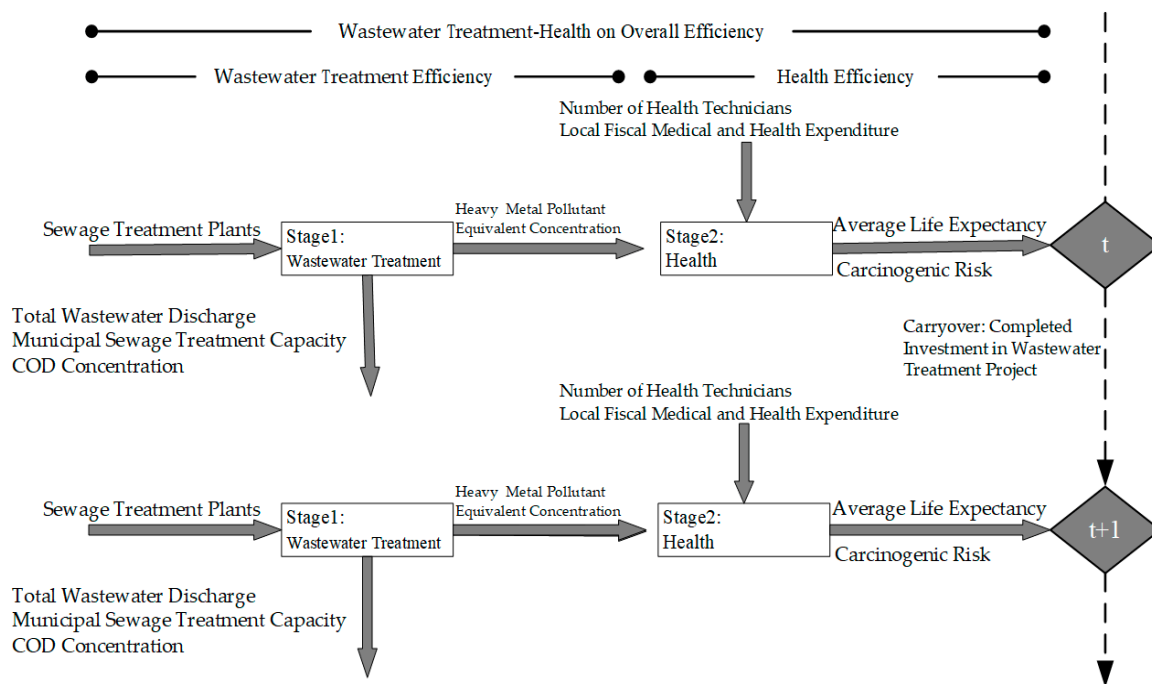 Wastewater Treatment-Health on Overall Efficiency
Wastewater Treatment Efficiency
Health Efficiency
Number of Health Technicians
Local Fiscal Medical and Health Expenditure
Sewage Treatment Plants
Stage1:
Wastewater Treatment
Heavy Metal Pollutant
Equivalent Concentration
Stage2:
Health
Average Life Expectancy
Carcinogenic Risk
t
Total Wastewater Discharge
Municipal Sewage Treatment Capacity
COD Concentration
Carryover: Completed
Investment in Wastewater
Treatment Project
Number of Health Technicians
Local Fiscal Medical and Health Expenditure
Sewage Treatment Plants
Stage1:
Wastewater Treatment
Heavy Metal Pollutant
Equivalent Concentration
Stage2:
Health
Average Life Expectancy
Carcinogenic Risk
t+1
Total Wastewater Discharge
Municipal Sewage Treatment Capacity
COD Concentration